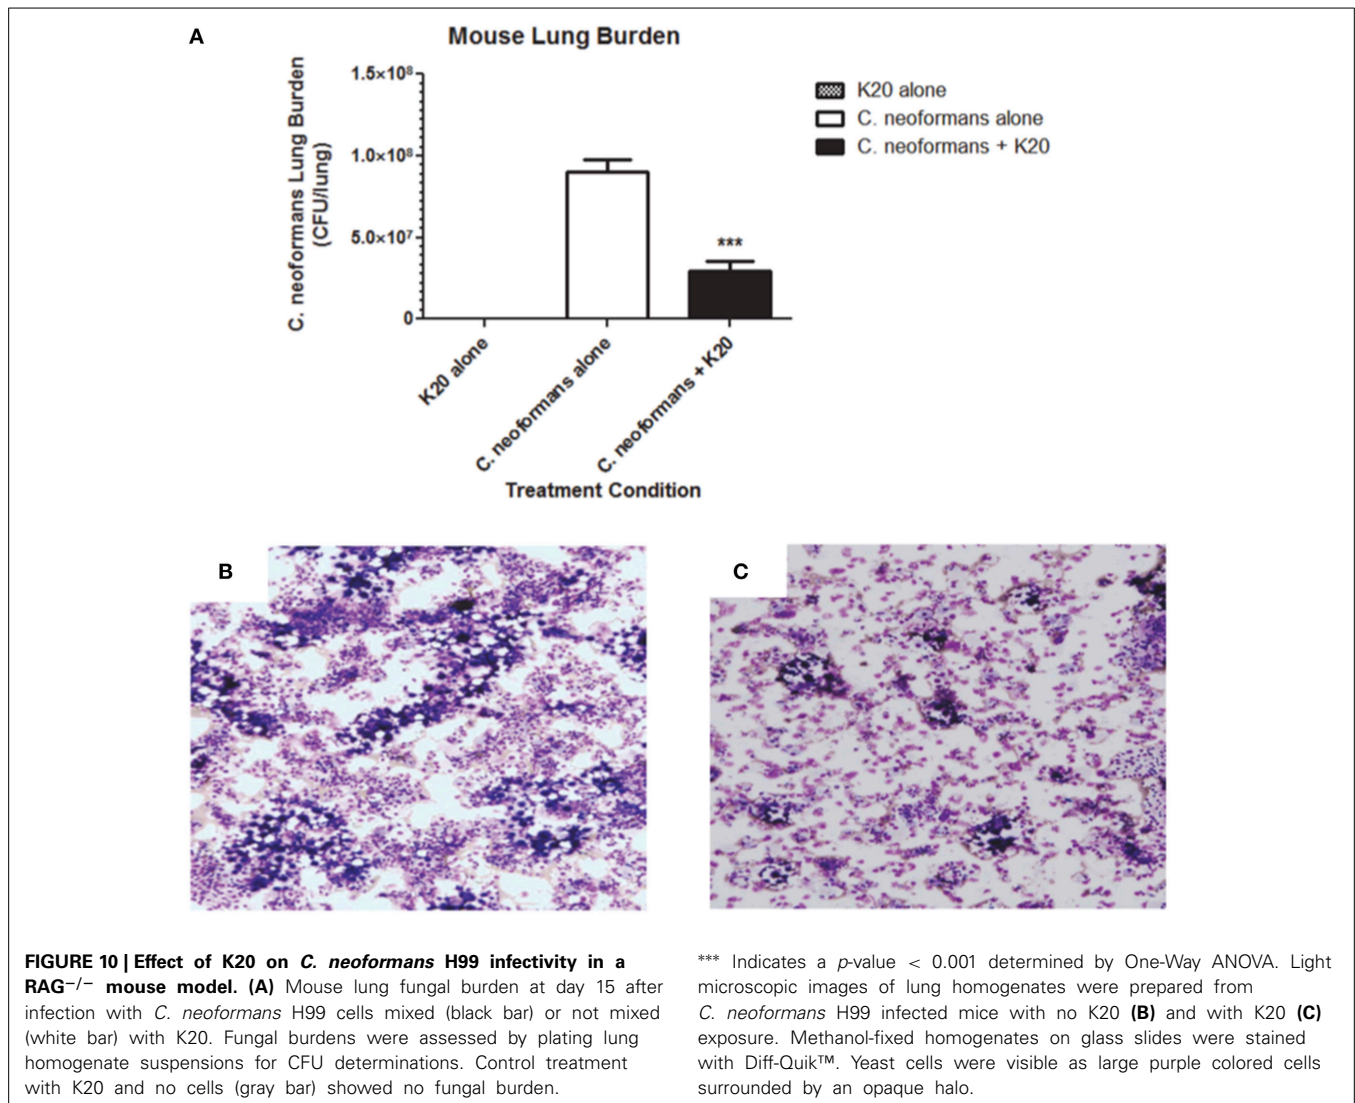 A
Mouse Lung Burden
C. neoformans Lung Burden
(CFU/lung)
1.5×10⁸
1.0×10⁸
5.0×10⁷
0
***
K20 alone
C. neoformans alone
C. neoformans + K20
Treatment Condition
K20 alone
C. neoformans alone
C. neoformans + K20
B
C
FIGURE 10 | Effect of K20 on C. neoformans H99 infectivity in a
RAG⁻/⁻ mouse model. (A) Mouse lung fungal burden at day 15 after
infection with C. neoformans H99 cells mixed (black bar) or not mixed
(white bar) with K20. Fungal burdens were assessed by plating lung
homogenate suspensions for CFU determinations. Control treatment
with K20 and no cells (gray bar) showed no fungal burden.
*** Indicates a p-value < 0.001 determined by One-Way ANOVA. Light
microscopic images of lung homogenates were prepared from
C. neoformans H99 infected mice with no K20 (B) and with K20 (C)
exposure. Methanol-fixed homogenates on glass slides were stained
with Diff-Quik™. Yeast cells were visible as large purple colored cells
surrounded by an opaque halo.